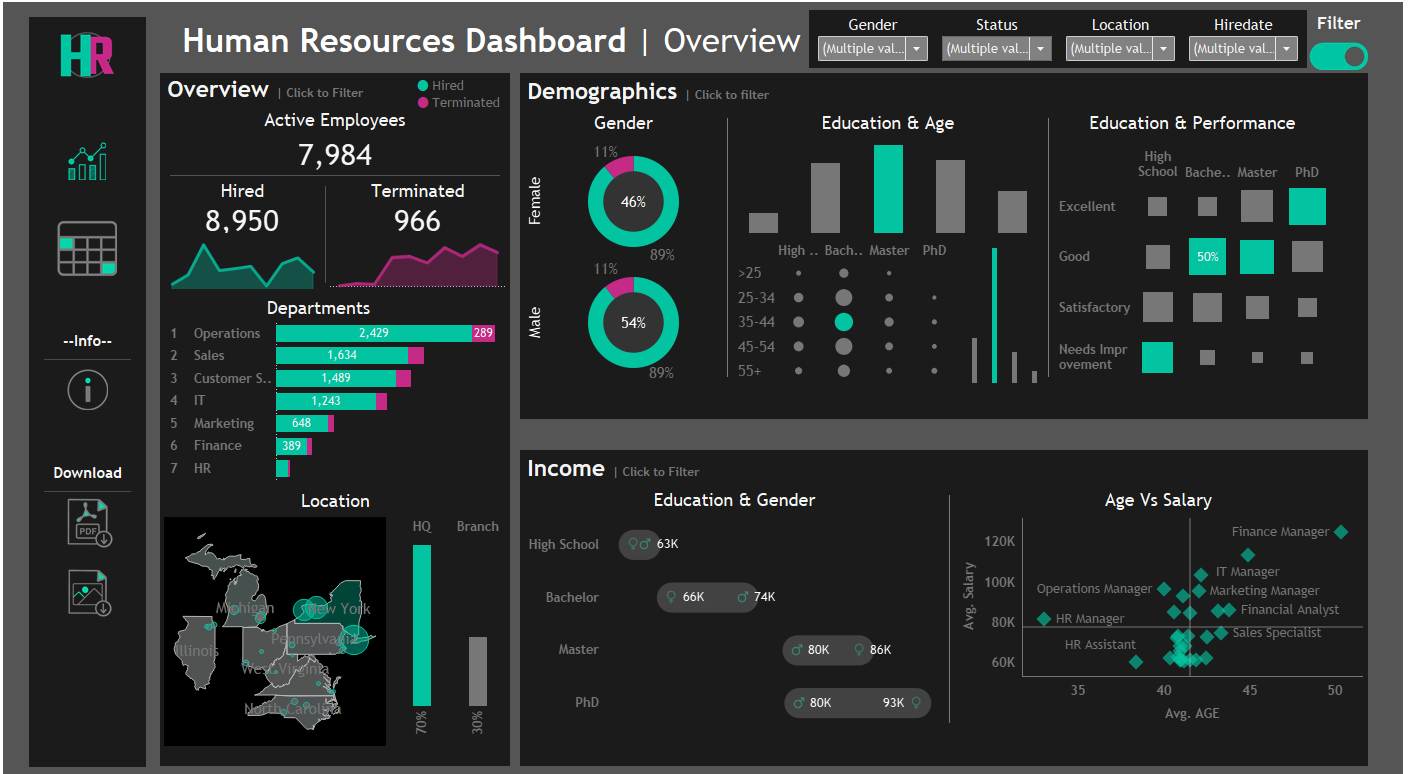 HR
Human Resources Dashboard | Overview
Gender
Status
Location
Hiredate
Filter
(Multiple val...
(Multiple val...
(Multiple val...
(Multiple val...
--Info--
i
Download
PDF
Overview | Click to Filter
Hired
Terminated
Active Employees
7,984
Hired
Terminated
8,950
966
Departments
1 Operations 2,429 289
2 Sales 1,634
3 Customer S.. 1,489
4 IT 1,243
5 Marketing 648
6 Finance 389
7 HR
Location
HQ Branch
Michigan
New York
Illinois
Pennsylvania
West Virginia
North Carolina
70%
30%
Demographics | Click to filter
Gender
Female
11%
46%
89%
Male
11%
54%
89%
Education & Age
High .. Bach.. Master PhD
>25
25-34
35-44
45-54
55+
Education & Performance
High
School Bache.. Master PhD
Excellent
Good 50%
Satisfactory
Needs Impr
ovement
Income | Click to Filter
Education & Gender
High School ♀♂ 63K
Bachelor ♀ 66K ♂ 74K
Master ♂ 80K ♀ 86K
PhD ♂ 80K 93K ♀
Age Vs Salary
Avg. Salary
120K
100K
80K
60K
Finance Manager
IT Manager
Operations Manager
Marketing Manager
Financial Analyst
HR Manager
Sales Specialist
HR Assistant
35 40 45 50
Avg. AGE